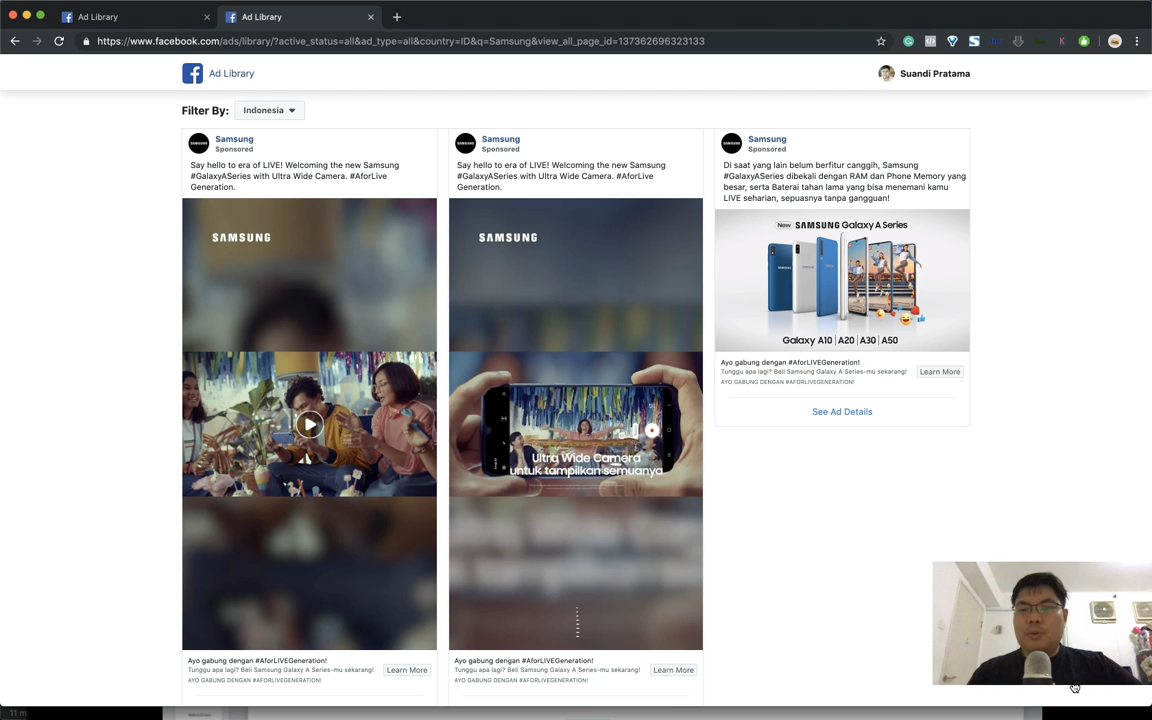 Ad Library
Ad Library
https://www.facebook.com/ads/library/?active_status=all&ad_type=all&country=ID&q=Samsung&view_all_page_id=137362696323133
Ad Library
Suandi Pratama
Filter By:
Indonesia
Samsung
Sponsored
Say hello to era of LIVE! Welcoming the new Samsung
#GalaxyASeries with Ultra Wide Camera. #AforLive
Generation.
SAMSUNG
Ayo gabung dengan #AforLIVEGeneration!
Tunggu apa lagi? Beli Samsung Galaxy A Series-mu sekarang!
AYO GABUNG DENGAN #AFORLIVEGENERATION!
Learn More
Samsung
Sponsored
Say hello to era of LIVE! Welcoming the new Samsung
#GalaxyASeries with Ultra Wide Camera. #AforLive
Generation.
SAMSUNG
Ultra Wide Camera
untuk tampilkan semuanya
Ayo gabung dengan #AforLIVEGeneration!
Tunggu apa lagi? Beli Samsung Galaxy A Series-mu sekarang!
AYO GABUNG DENGAN #AFORLIVEGENERATION!
Learn More
Samsung
Sponsored
Di saat yang lain belum berfitur canggih, Samsung
#GalaxyASeries dibekali dengan RAM dan Phone Memory yang
besar, serta Baterai tahan lama yang bisa menemani kamu
LIVE seharian, sepuasnya tanpa gangguan!
New SAMSUNG Galaxy A Series
Galaxy A10 | A20 | A30 | A50
Ayo gabung dengan #AforLIVEGeneration!
Tunggu apa lagi? Beli Samsung Galaxy A Series-mu sekarang!
AYO GABUNG DENGAN #AFORLIVEGENERATION!
Learn More
See Ad Details
11 m